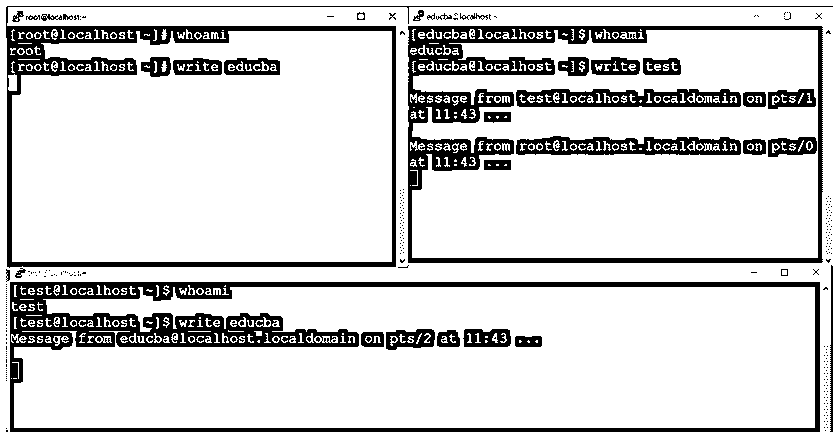 root@localhost:~
[root@localhost ~]# whoami
root
[root@localhost ~]# write educba
educba@localhost:~
[educba@localhost ~]$ whoami
educba
[educba@localhost ~]$ write test
Message from test@localhost.localdomain on pts/1
at 11:43 ...
Message from root@localhost.localdomain on pts/0
at 11:43 ...
test@localhost:~
[test@localhost ~]$ whoami
test
[test@localhost ~]$ write educba
Message from educba@localhost.localdomain on pts/2 at 11:43 ...